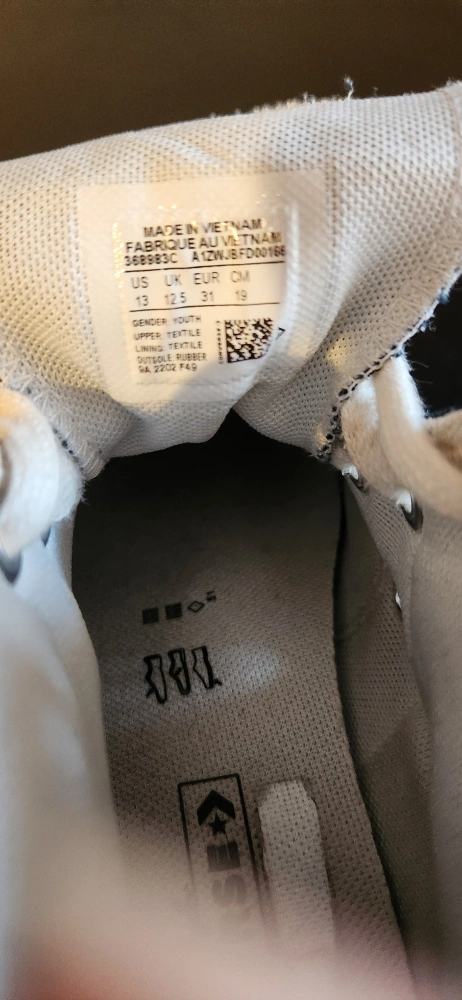 MADE IN VIETNAM
FABRIQUE AU VIETNAM
368983C A1ZWJBFD00166
US UK EUR CM
13 12.5 31 19
GENDER: YOUTH
UPPER: TEXTILE
LINING: TEXTILE
OUTSOLE: RUBBER
9A 2202 F49